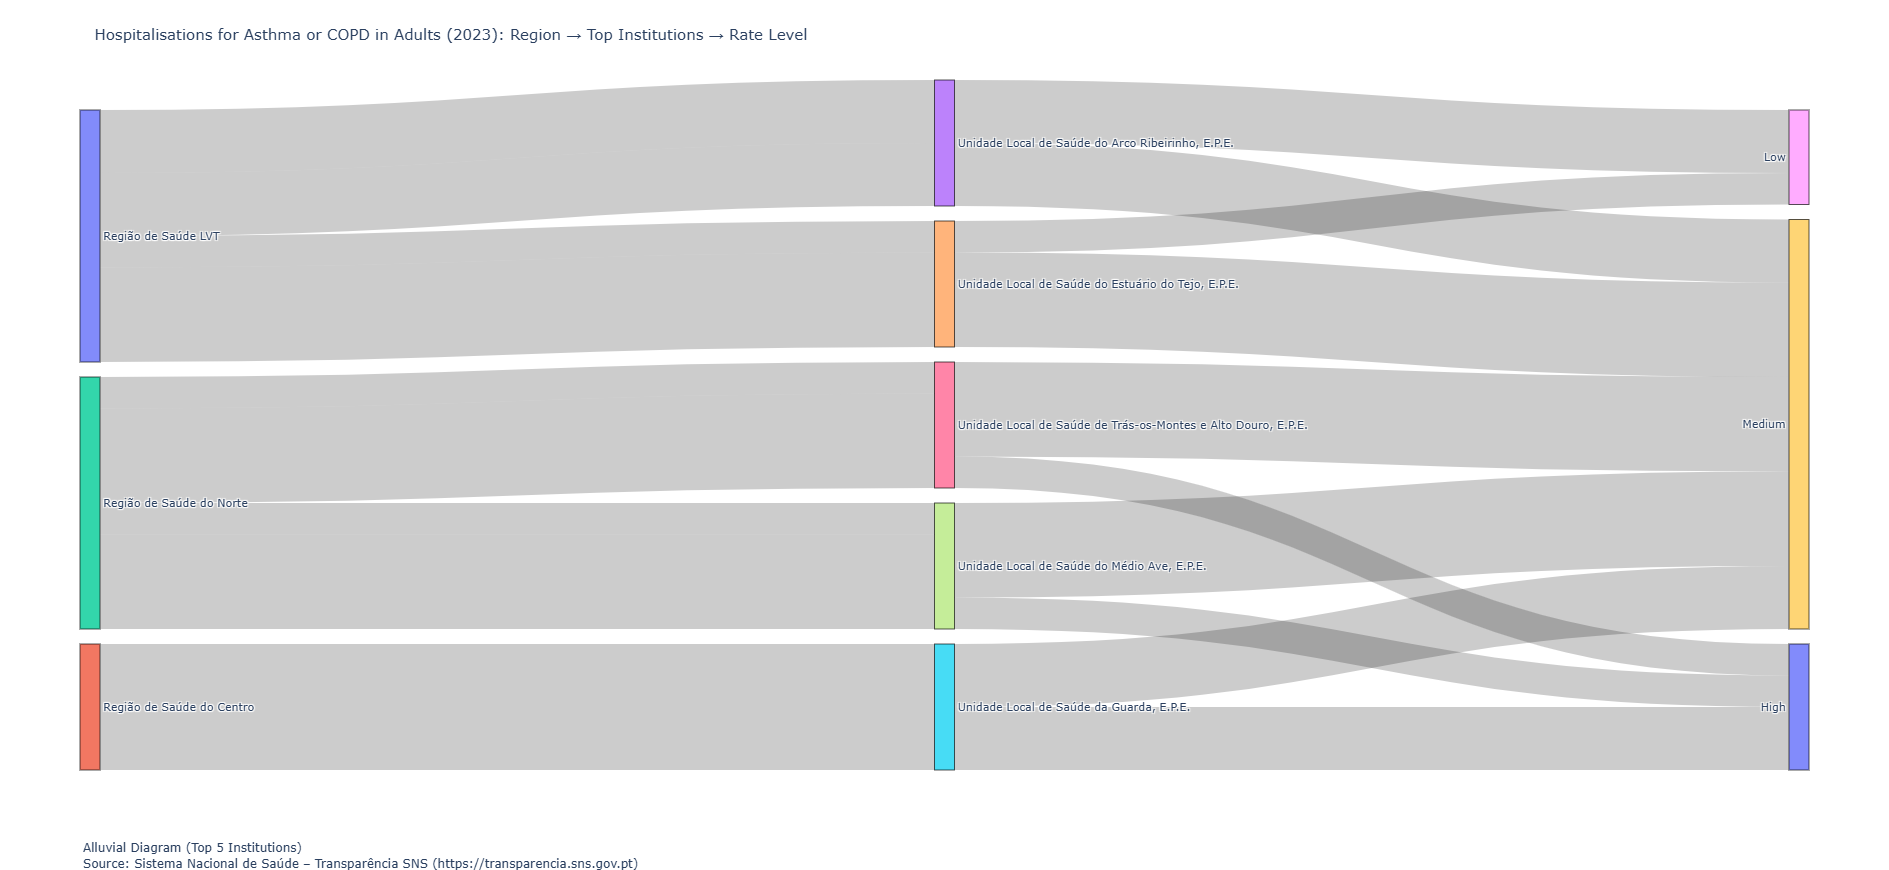 Hospitalisations for Asthma or COPD in Adults (2023): Region → Top Institutions → Rate Level
Região de Saúde LVT
Região de Saúde do Norte
Região de Saúde do Centro
Unidade Local de Saúde do Arco Ribeirinho, E.P.E.
Unidade Local de Saúde do Estuário do Tejo, E.P.E.
Unidade Local de Saúde de Trás-os-Montes e Alto Douro, E.P.E.
Unidade Local de Saúde do Médio Ave, E.P.E.
Unidade Local de Saúde da Guarda, E.P.E.
Low
Medium
High
Alluvial Diagram (Top 5 Institutions)
Source: Sistema Nacional de Saúde – Transparência SNS (https://transparencia.sns.gov.pt)